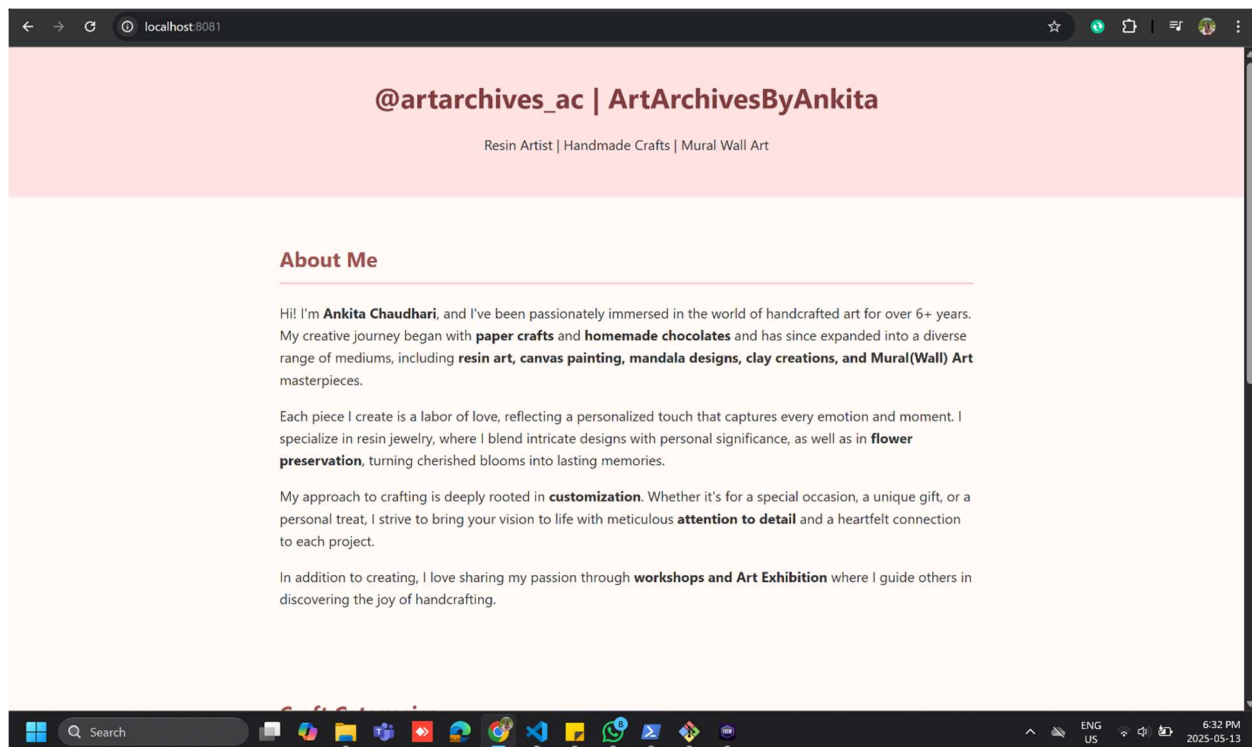 localhost:8081
@artarchives_ac | ArtArchivesByAnkita
Resin Artist | Handmade Crafts | Mural Wall Art
About Me
Hi! I'm Ankita Chaudhari, and I've been passionately immersed in the world of handcrafted art for over 6+ years.
My creative journey began with paper crafts and homemade chocolates and has since expanded into a diverse
range of mediums, including resin art, canvas painting, mandala designs, clay creations, and Mural(Wall) Art
masterpieces.
Each piece I create is a labor of love, reflecting a personalized touch that captures every emotion and moment. I
specialize in resin jewelry, where I blend intricate designs with personal significance, as well as in flower
preservation, turning cherished blooms into lasting memories.
My approach to crafting is deeply rooted in customization. Whether it's for a special occasion, a unique gift, or a
personal treat, I strive to bring your vision to life with meticulous attention to detail and a heartfelt connection
to each project.
In addition to creating, I love sharing my passion through workshops and Art Exhibition where I guide others in
discovering the joy of handcrafting.
Search
8
ENG
US
6:32 PM
2025-05-13